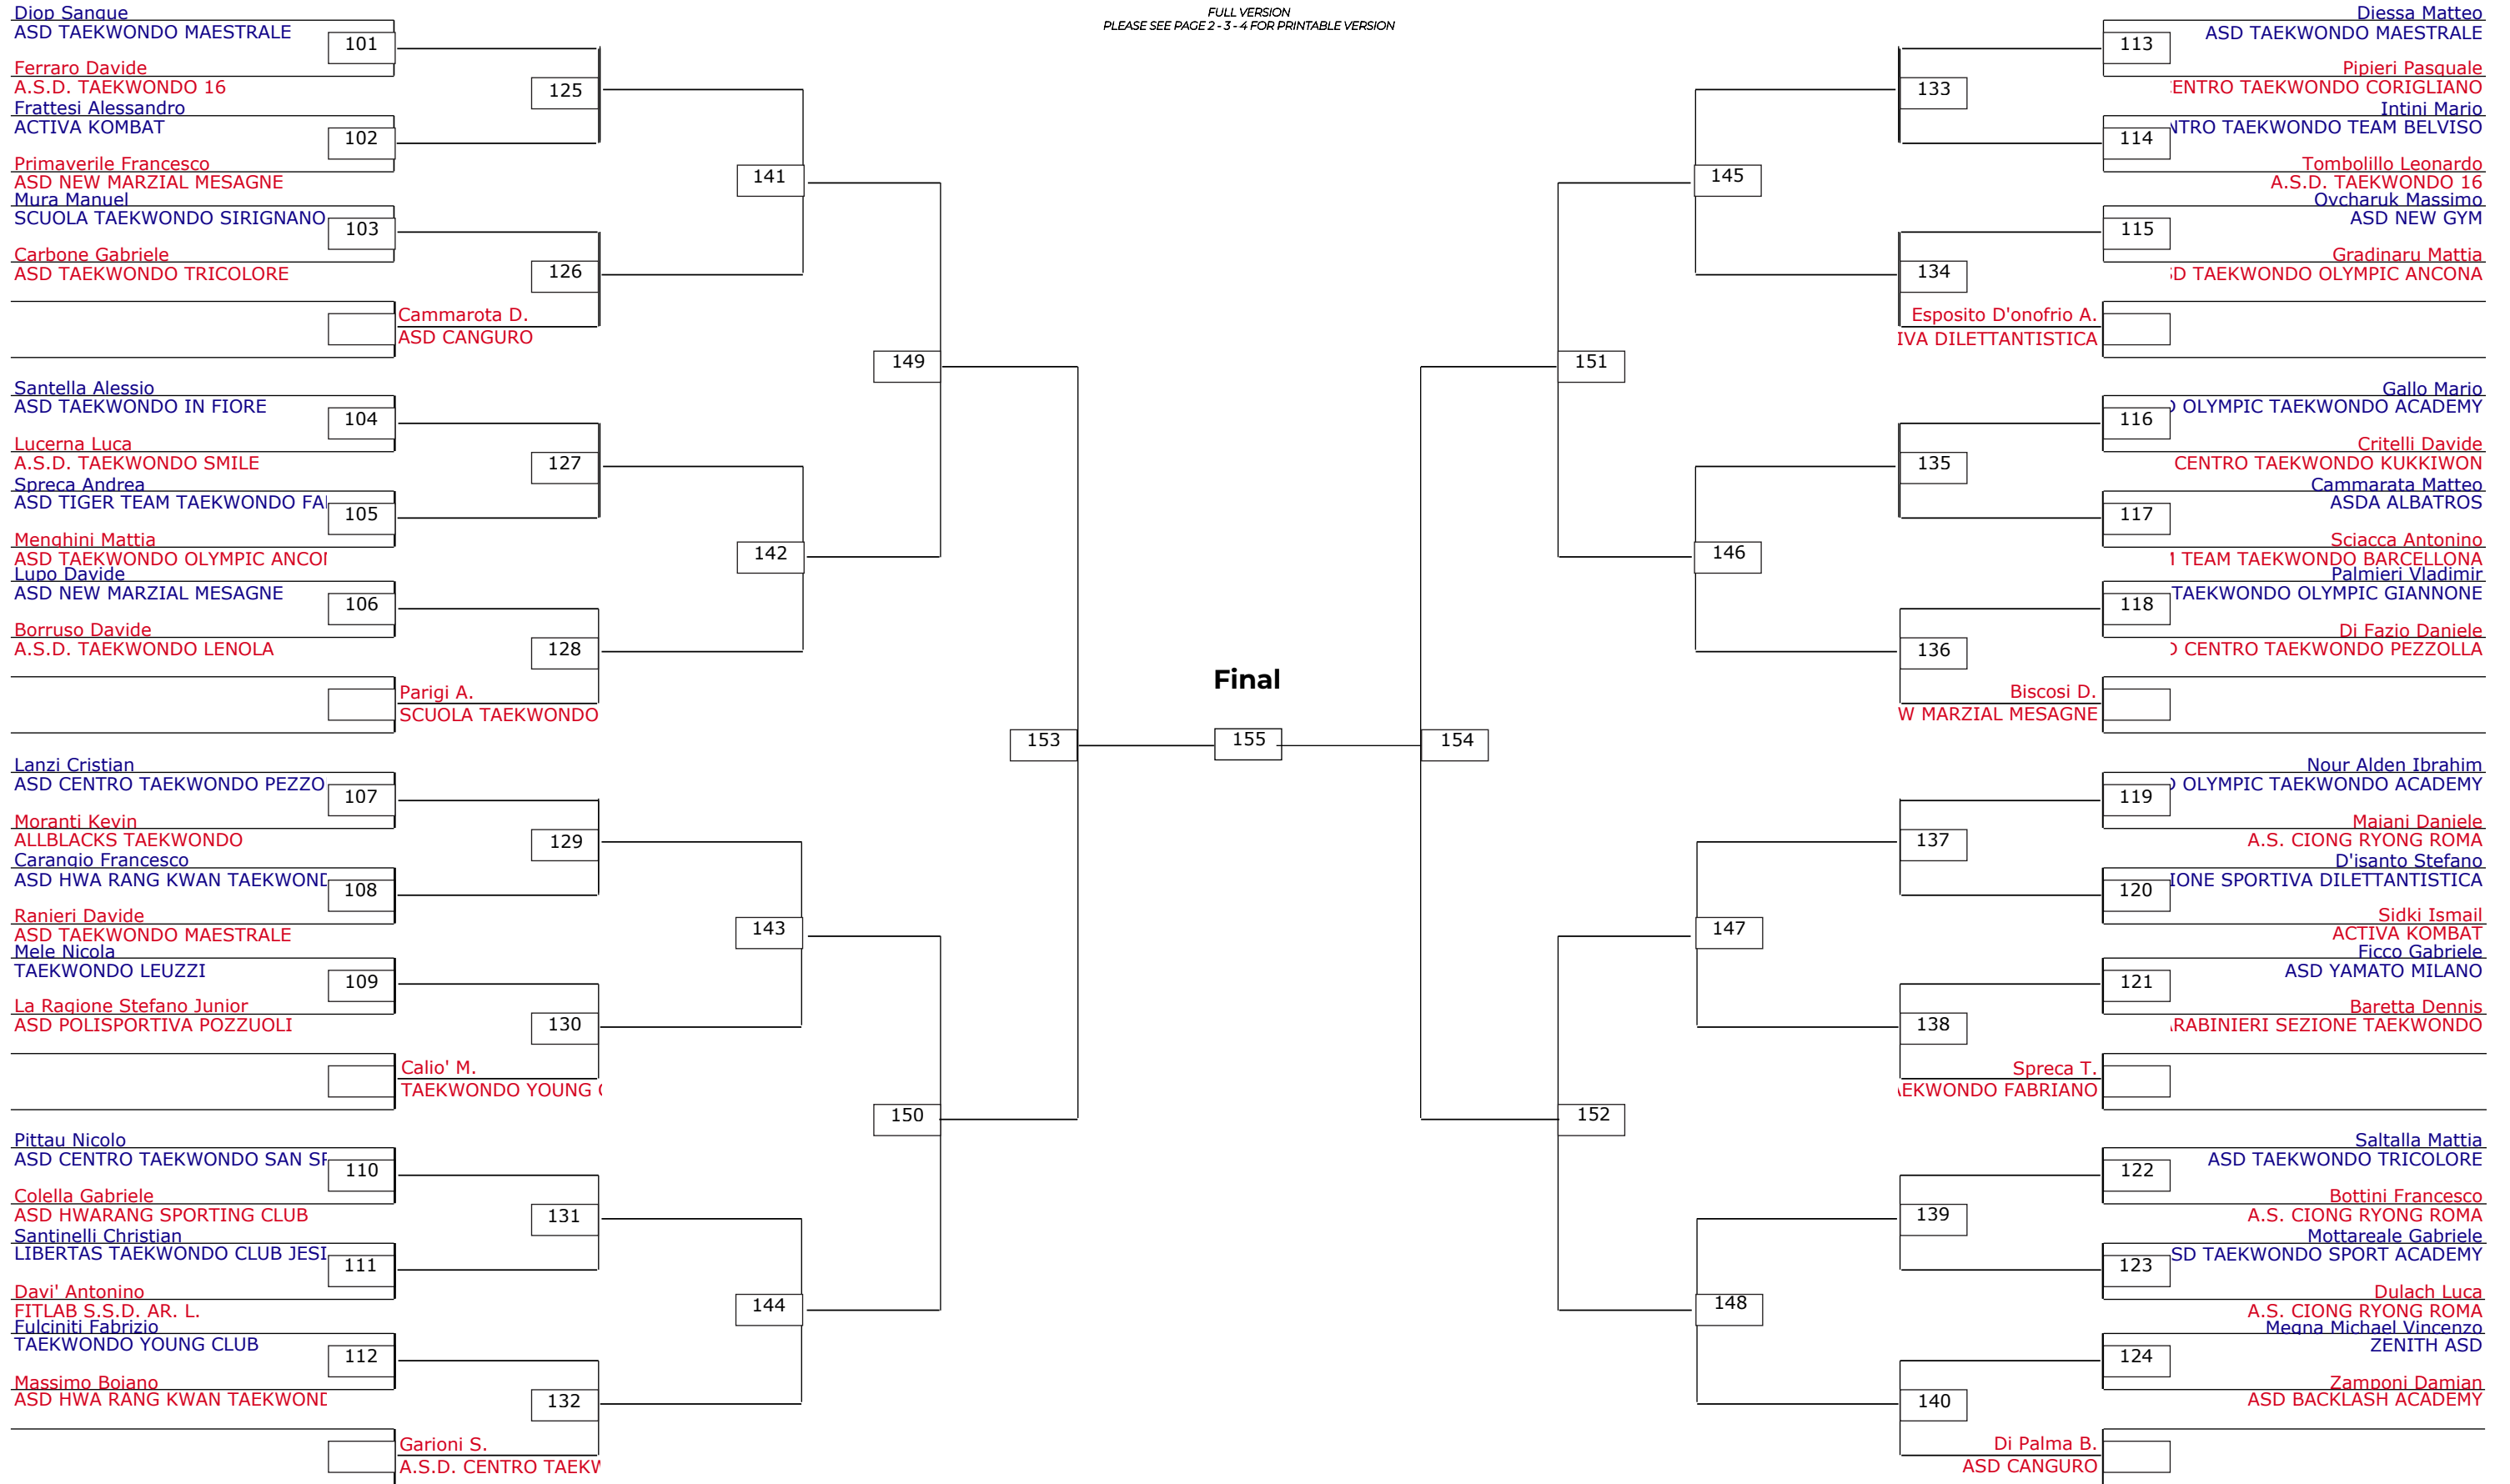 FULL VERSION
PLEASE SEE PAGE 2 - 3 - 4 FOR PRINTABLE VERSION
Diop Sangue
ASD TAEKWONDO MAESTRALE
101
Ferraro Davide
A.S.D. TAEKWONDO 16
125
Frattesi Alessandro
ACTIVA KOMBAT
102
Primaverile Francesco
ASD NEW MARZIAL MESAGNE
141
Mura Manuel
SCUOLA TAEKWONDO SIRIGNANO
103
Carbone Gabriele
ASD TAEKWONDO TRICOLORE
126
Cammarota D.
ASD CANGURO
149
Santella Alessio
ASD TAEKWONDO IN FIORE
104
Lucerna Luca
A.S.D. TAEKWONDO SMILE
127
Spreca Andrea
ASD TIGER TEAM TAEKWONDO FA
105
Menghini Mattia
ASD TAEKWONDO OLYMPIC ANCO
142
Lupo Davide
ASD NEW MARZIAL MESAGNE
106
Borruso Davide
A.S.D. TAEKWONDO LENOLA
128
Parigi A.
SCUOLA TAEKWONDO
153
Lanzi Cristian
ASD CENTRO TAEKWONDO PEZZO
107
Moranti Kevin
ALLBLACKS TAEKWONDO
129
Carangio Francesco
ASD HWA RANG KWAN TAEKWOND
108
Ranieri Davide
ASD TAEKWONDO MAESTRALE
143
Mele Nicola
TAEKWONDO LEUZZI
109
La Ragione Stefano Junior
ASD POLISPORTIVA POZZUOLI
130
Calio' M.
TAEKWONDO YOUNG
150
Pittau Nicolo
ASD CENTRO TAEKWONDO SAN SP
110
Colella Gabriele
ASD HWARANG SPORTING CLUB
131
Santinelli Christian
LIBERTAS TAEKWONDO CLUB JESI
111
Davi' Antonino
FITLAB S.S.D. AR. L.
144
Fulciniti Fabrizio
TAEKWONDO YOUNG CLUB
112
Massimo Boiano
ASD HWA RANG KWAN TAEKWOND
132
Garioni S.
A.S.D. CENTRO TAEKW
Final
155
Diessa Matteo
ASD TAEKWONDO MAESTRALE
113
Pipieri Pasquale
ENTRO TAEKWONDO CORIGLIANO
133
Intini Mario
NTRO TAEKWONDO TEAM BELVISO
114
Tombolillo Leonardo
A.S.D. TAEKWONDO 16
145
Ovcharuk Massimo
ASD NEW GYM
115
Gradinaru Mattia
D TAEKWONDO OLYMPIC ANCONA
134
Esposito D'onofrio A.
IVA DILETTANTISTICA
151
Gallo Mario
OLYMPIC TAEKWONDO ACADEMY
116
Critelli Davide
CENTRO TAEKWONDO KUKKIWON
135
Cammarata Matteo
ASDA ALBATROS
117
Sciacca Antonino
TEAM TAEKWONDO BARCELLONA
146
Palmieri Vladimir
TAEKWONDO OLYMPIC GIANNONE
118
Di Fazio Daniele
CENTRO TAEKWONDO PEZZOLLA
136
Biscosi D.
W MARZIAL MESAGNE
154
Nour Alden Ibrahim
OLYMPIC TAEKWONDO ACADEMY
119
Maiani Daniele
A.S. CIONG RYONG ROMA
137
D'isanto Stefano
IONE SPORTIVA DILETTANTISTICA
120
Sidki Ismail
ACTIVA KOMBAT
147
Ficco Gabriele
ASD YAMATO MILANO
121
Baretta Dennis
RABINIERI SEZIONE TAEKWONDO
138
Spreca T.
AEKWONDO FABRIANO
152
Saltalla Mattia
ASD TAEKWONDO TRICOLORE
122
Bottini Francesco
A.S. CIONG RYONG ROMA
139
Mottareale Gabriele
SD TAEKWONDO SPORT ACADEMY
123
Dulach Luca
A.S. CIONG RYONG ROMA
148
Megna Michael Vincenzo
ZENITH ASD
124
Zamponi Damian
ASD BACKLASH ACADEMY
140
Di Palma B.
ASD CANGURO